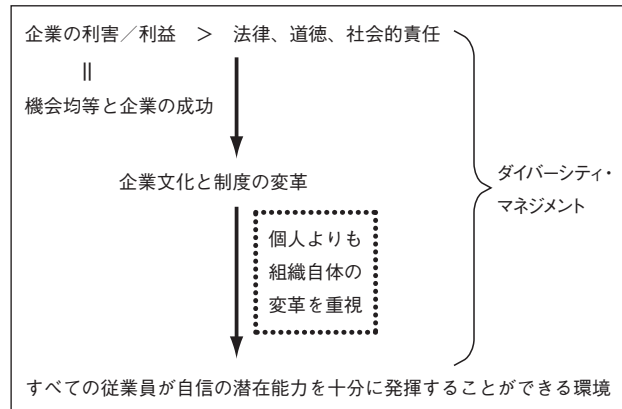 企業の利害／利益　＞　法律、道徳、社会的責任
||
機会均等と企業の成功
企業文化と制度の変革
ダイバーシティ・
マネジメント
個人よりも
組織自体の
変革を重視
すべての従業員が自信の潜在能力を十分に発揮することができる環境